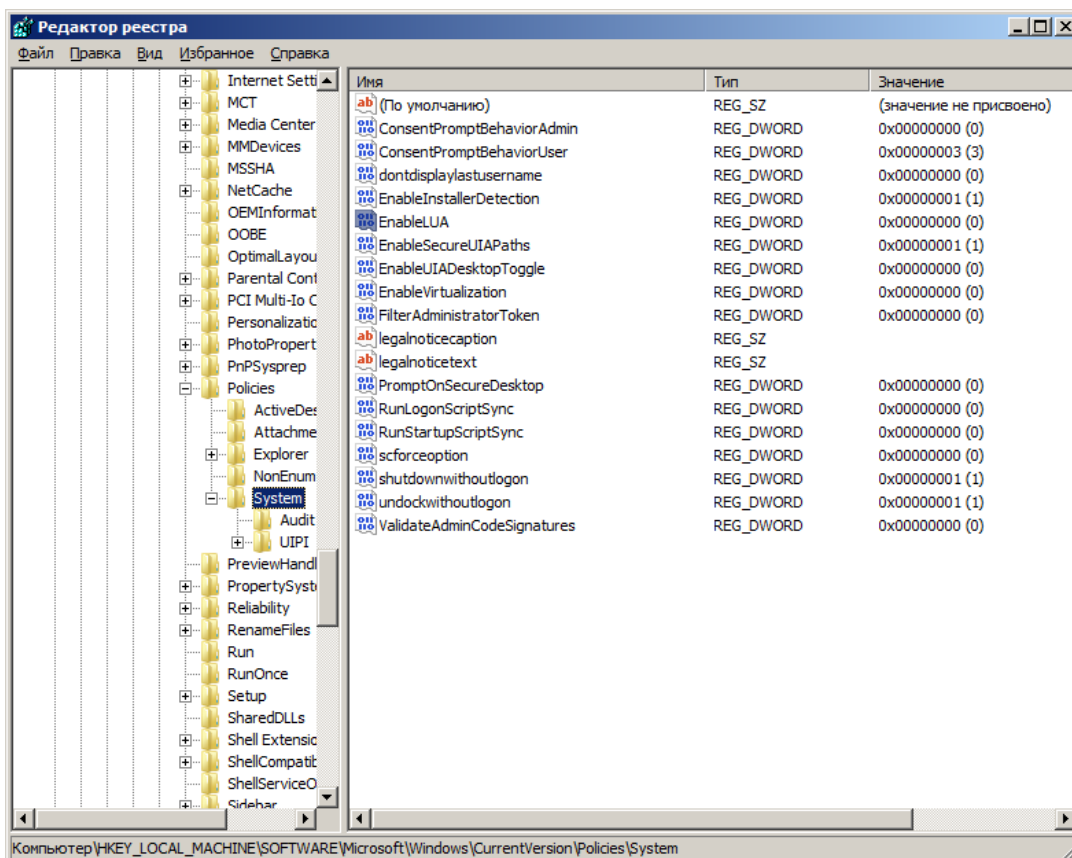 Редактор реестра
Файл Правка Вид Избранное Справка
Internet Setti
MCT
Media Center
MMDevices
MSSHA
NetCache
OEMInformat
OOBE
OptimalLayou
Parental Cont
PCI Multi-Io C
Personalizatic
PhotoPropert
PnPSysprep
Policies
ActiveDes
Attachme
Explorer
NonEnum
System
Audit
UIPI
PreviewHandl
PropertySyste
Reliability
RenameFiles
Run
RunOnce
Setup
SharedDLLs
Shell Extensio
ShellCompatib
ShellServiceO
Sidebar
Имя Тип Значение
(По умолчанию) REG_SZ (значение не присвоено)
ConsentPromptBehaviorAdmin REG_DWORD 0x00000000 (0)
ConsentPromptBehaviorUser REG_DWORD 0x00000003 (3)
dontdisplaylastusername REG_DWORD 0x00000000 (0)
EnableInstallerDetection REG_DWORD 0x00000001 (1)
EnableLUA REG_DWORD 0x00000000 (0)
EnableSecureUIAPaths REG_DWORD 0x00000001 (1)
EnableUIADesktopToggle REG_DWORD 0x00000000 (0)
EnableVirtualization REG_DWORD 0x00000000 (0)
FilterAdministratorToken REG_DWORD 0x00000000 (0)
legalnoticecaption REG_SZ
legalnoticetext REG_SZ
PromptOnSecureDesktop REG_DWORD 0x00000000 (0)
RunLogonScriptSync REG_DWORD 0x00000000 (0)
RunStartupScriptSync REG_DWORD 0x00000000 (0)
scforceoption REG_DWORD 0x00000000 (0)
shutdownwithoutlogon REG_DWORD 0x00000001 (1)
undockwithoutlogon REG_DWORD 0x00000001 (1)
ValidateAdminCodeSignatures REG_DWORD 0x00000000 (0)
Компьютер\HKEY_LOCAL_MACHINE\SOFTWARE\Microsoft\Windows\CurrentVersion\Policies\System